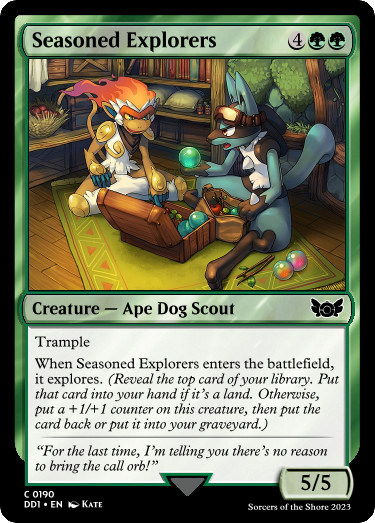 Seasoned Explorers 4
Creature — Ape Dog Scout
Trample
When Seasoned Explorers enters the battlefield,
it explores. (Reveal the top card of your library. Put
that card into your hand if it's a land. Otherwise,
put a +1/+1 counter on this creature, then put the
card back or put it into your graveyard.)
“For the last time, I'm telling you there's no reason
to bring the call orb!”
5/5
C 0190
DD1 • EN Kate
Sorcers of the Shore 2023